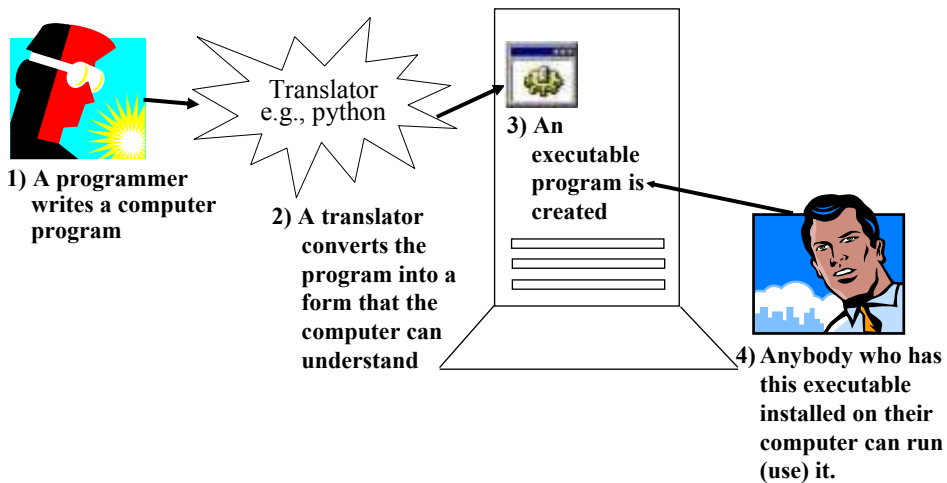 Translator
e.g., python
1) A programmer
writes a computer
program
2) A translator
converts the
program into a
form that the
computer can
understand
3) An
executable
program is
created
4) Anybody who has
this executable
installed on their
computer can run
(use) it.